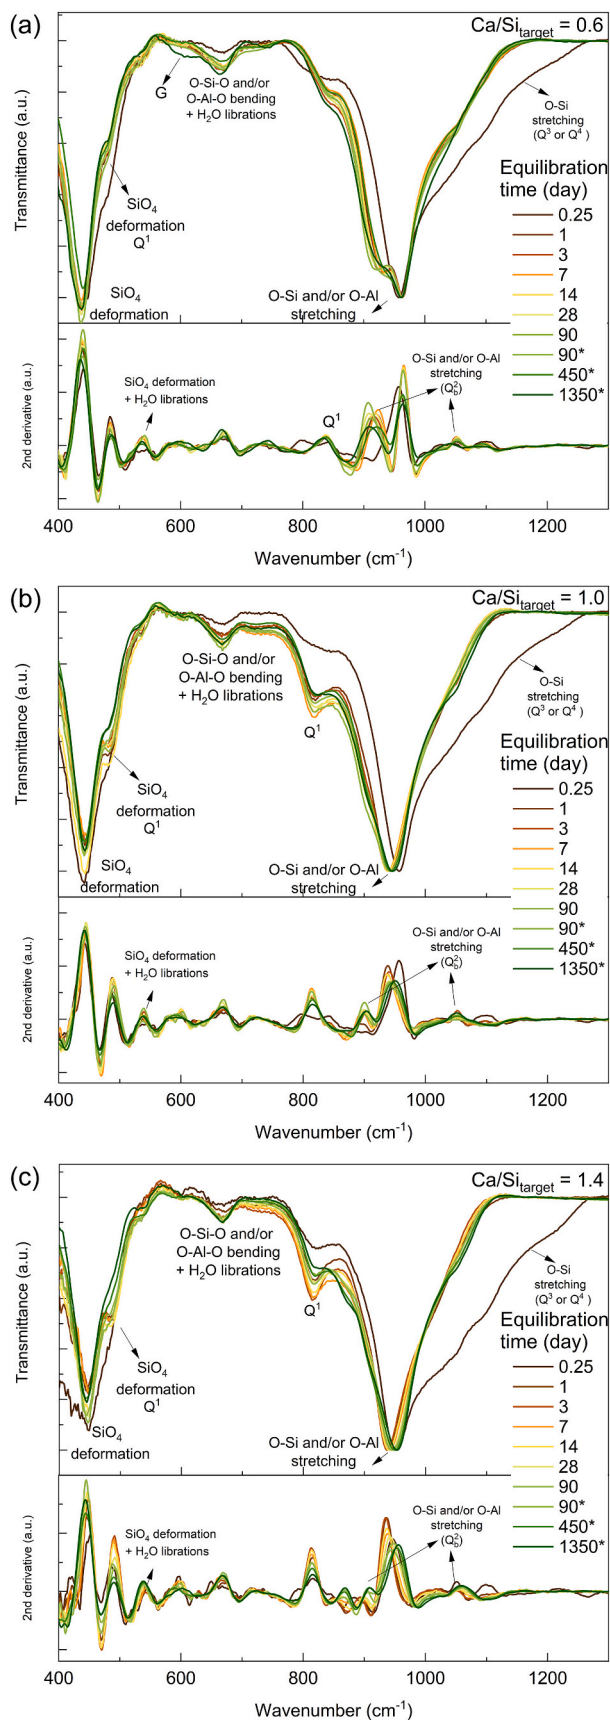 (a)
Ca/Si_target = 0.6
Transmittance (a.u.)
G
O-Si-O and/or
O-Al-O bending
+ H₂O librations
O-Si
stretching
(Q³ or Q⁴ )
SiO₄
deformation
Q¹
SiO₄
deformation
O-Si and/or O-Al
stretching
Equilibration
time (day)
0.25
1
3
7
14
28
90
90*
450*
1350*
2nd derivative (a.u.)
SiO₄ deformation
+ H₂O librations
Q¹
O-Si and/or O-Al
stretching
(Q²_b)
400 600 800 1000 1200
Wavenumber (cm⁻¹)
(b)
Ca/Si_target = 1.0
Transmittance (a.u.)
O-Si-O and/or
O-Al-O bending
+ H₂O librations
O-Si
stretching
(Q³ or Q⁴ )
Q¹
SiO₄
deformation
Q¹
SiO₄
deformation
O-Si and/or O-Al
stretching
Equilibration
time (day)
0.25
1
3
7
14
28
90
90*
450*
1350*
2nd derivative (a.u.)
SiO₄ deformation
+ H₂O librations
O-Si and/or O-Al
stretching
(Q²_b)
400 600 800 1000 1200
Wavenumber (cm⁻¹)
(c)
Ca/Si_target = 1.4
Transmittance (a.u.)
O-Si-O and/or
O-Al-O bending
+ H₂O librations
O-Si
stretching
(Q³ or Q⁴ )
Q¹
SiO₄
deformation
Q¹
SiO₄
deformation
O-Si and/or O-Al
stretching
Equilibration
time (day)
0.25
1
3
7
14
28
90
90*
450*
1350*
2nd derivative (a.u.)
SiO₄ deformation
+ H₂O librations
O-Si and/or O-Al
stretching
(Q²_b)
400 600 800 1000 1200
Wavenumber (cm⁻¹)